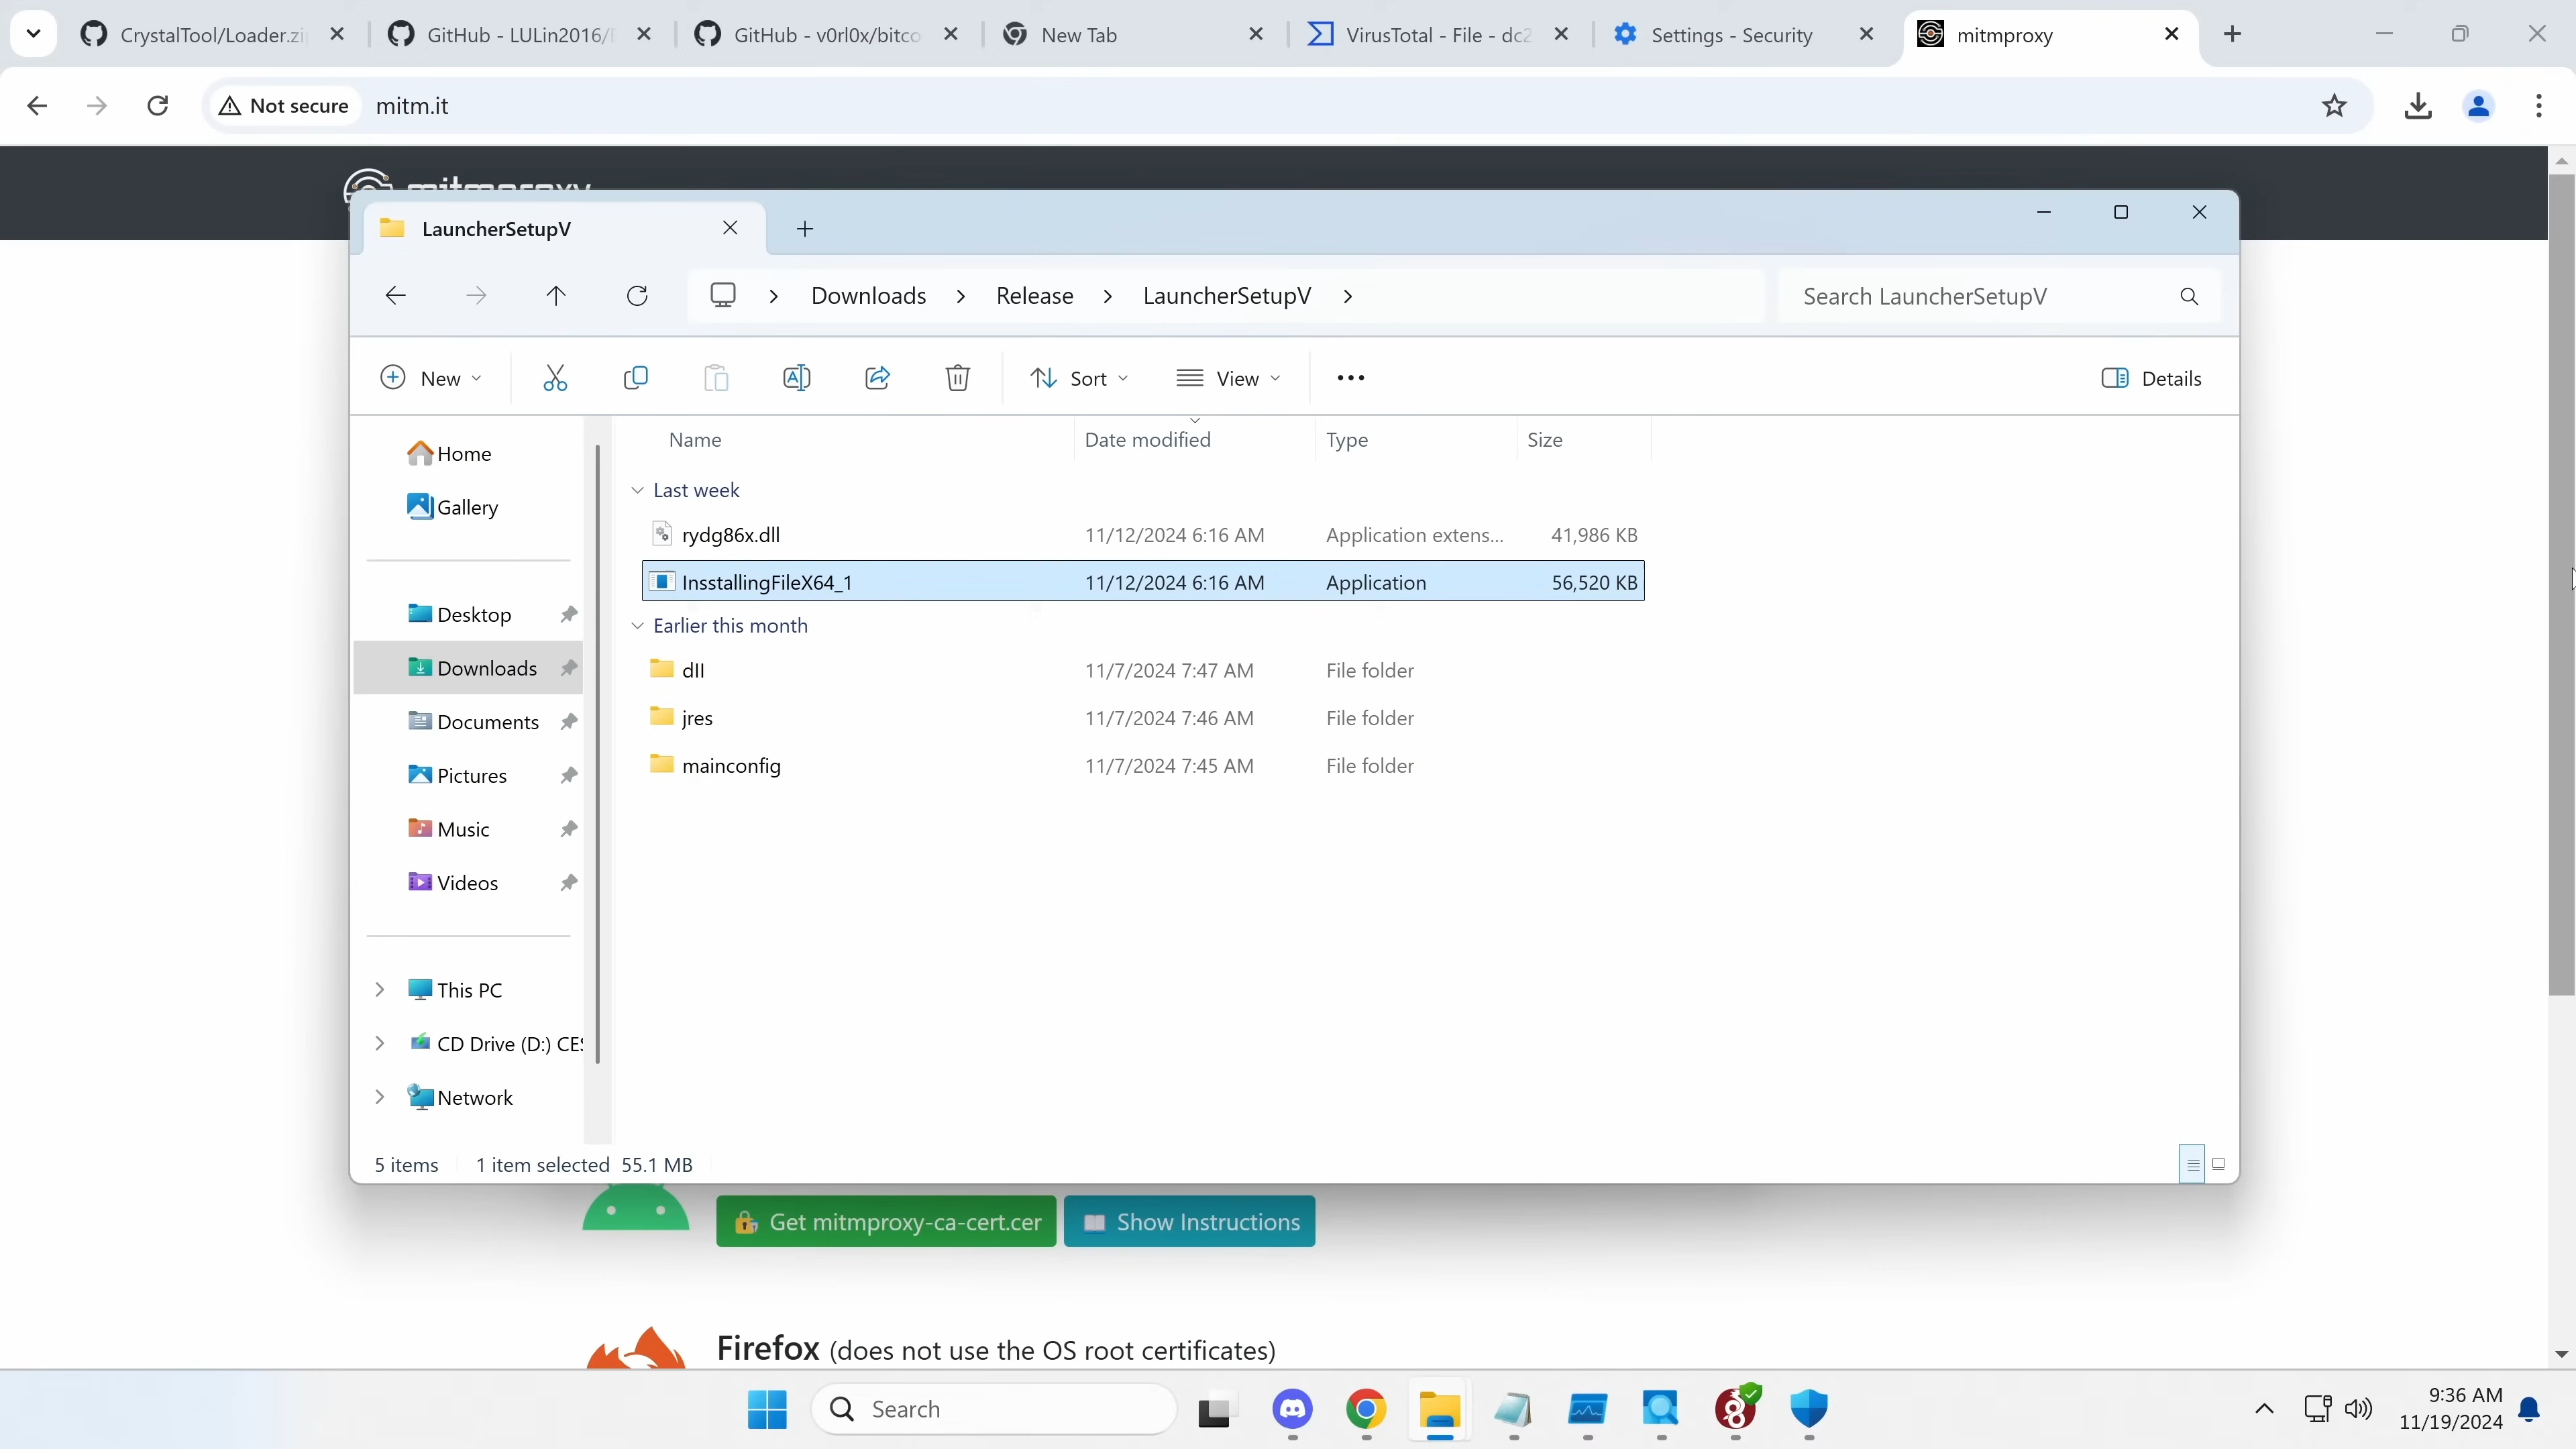 CrystalTool/Loader.zi
GitHub - LULin2016/
GitHub - v0rl0x/bitco
New Tab
VirusTotal - File - dc2
Settings - Security
mitmproxy
Not secure
mitm.it
mitmproxy
LauncherSetupV
Downloads
Release
LauncherSetupV
Search LauncherSetupV
New
Sort
View
Details
Name
Date modified
Type
Size
Home
Gallery
Desktop
Downloads
Documents
Pictures
Music
Videos
This PC
CD Drive (D:) CES
Network
Last week
rydg86x.dll 11/12/2024 6:16 AM Application extens... 41,986 KB
InsstallingFileX64_1 11/12/2024 6:16 AM Application 56,520 KB
Earlier this month
dll 11/7/2024 7:47 AM File folder
jres 11/7/2024 7:46 AM File folder
mainconfig 11/7/2024 7:45 AM File folder
5 items 1 item selected 55.1 MB
Get mitmproxy-ca-cert.cer
Show Instructions
Firefox (does not use the OS root certificates)
Search
9:36 AM
11/19/2024